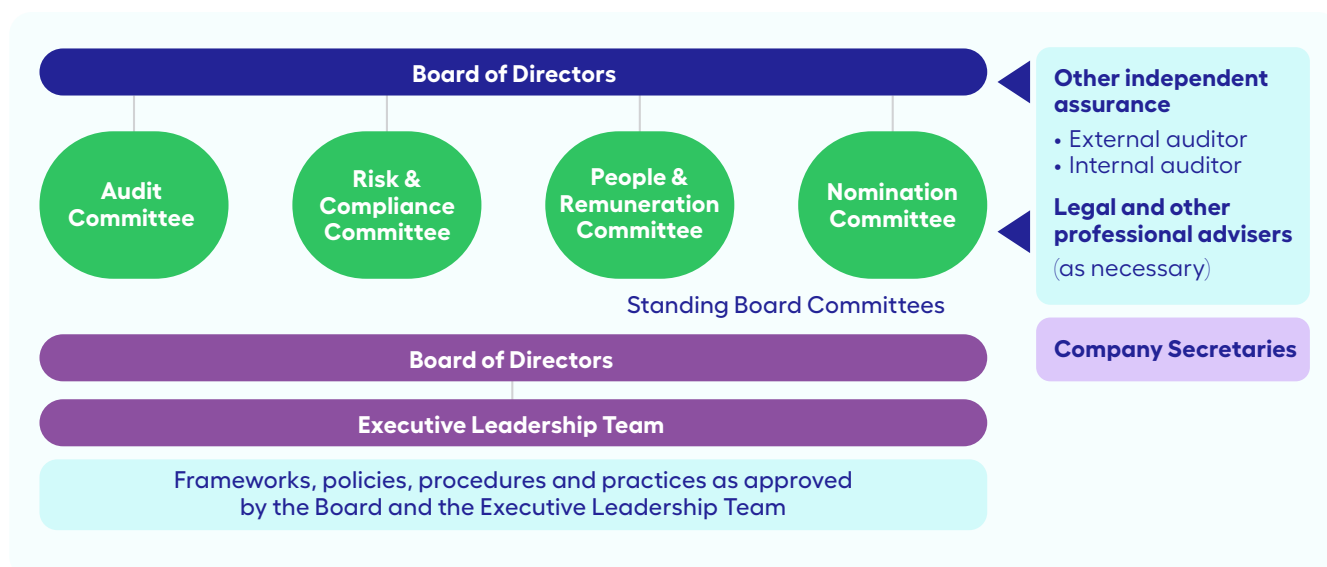 Board of Directors
Audit
Committee
Risk &
Compliance
Committee
People &
Remuneration
Committee
Nomination
Committee
Standing Board Committees
Board of Directors
Executive Leadership Team
Frameworks, policies, procedures and practices as approved
by the Board and the Executive Leadership Team
Other independent
assurance
• External auditor
• Internal auditor
Legal and other
professional advisers
(as necessary)
Company Secretaries